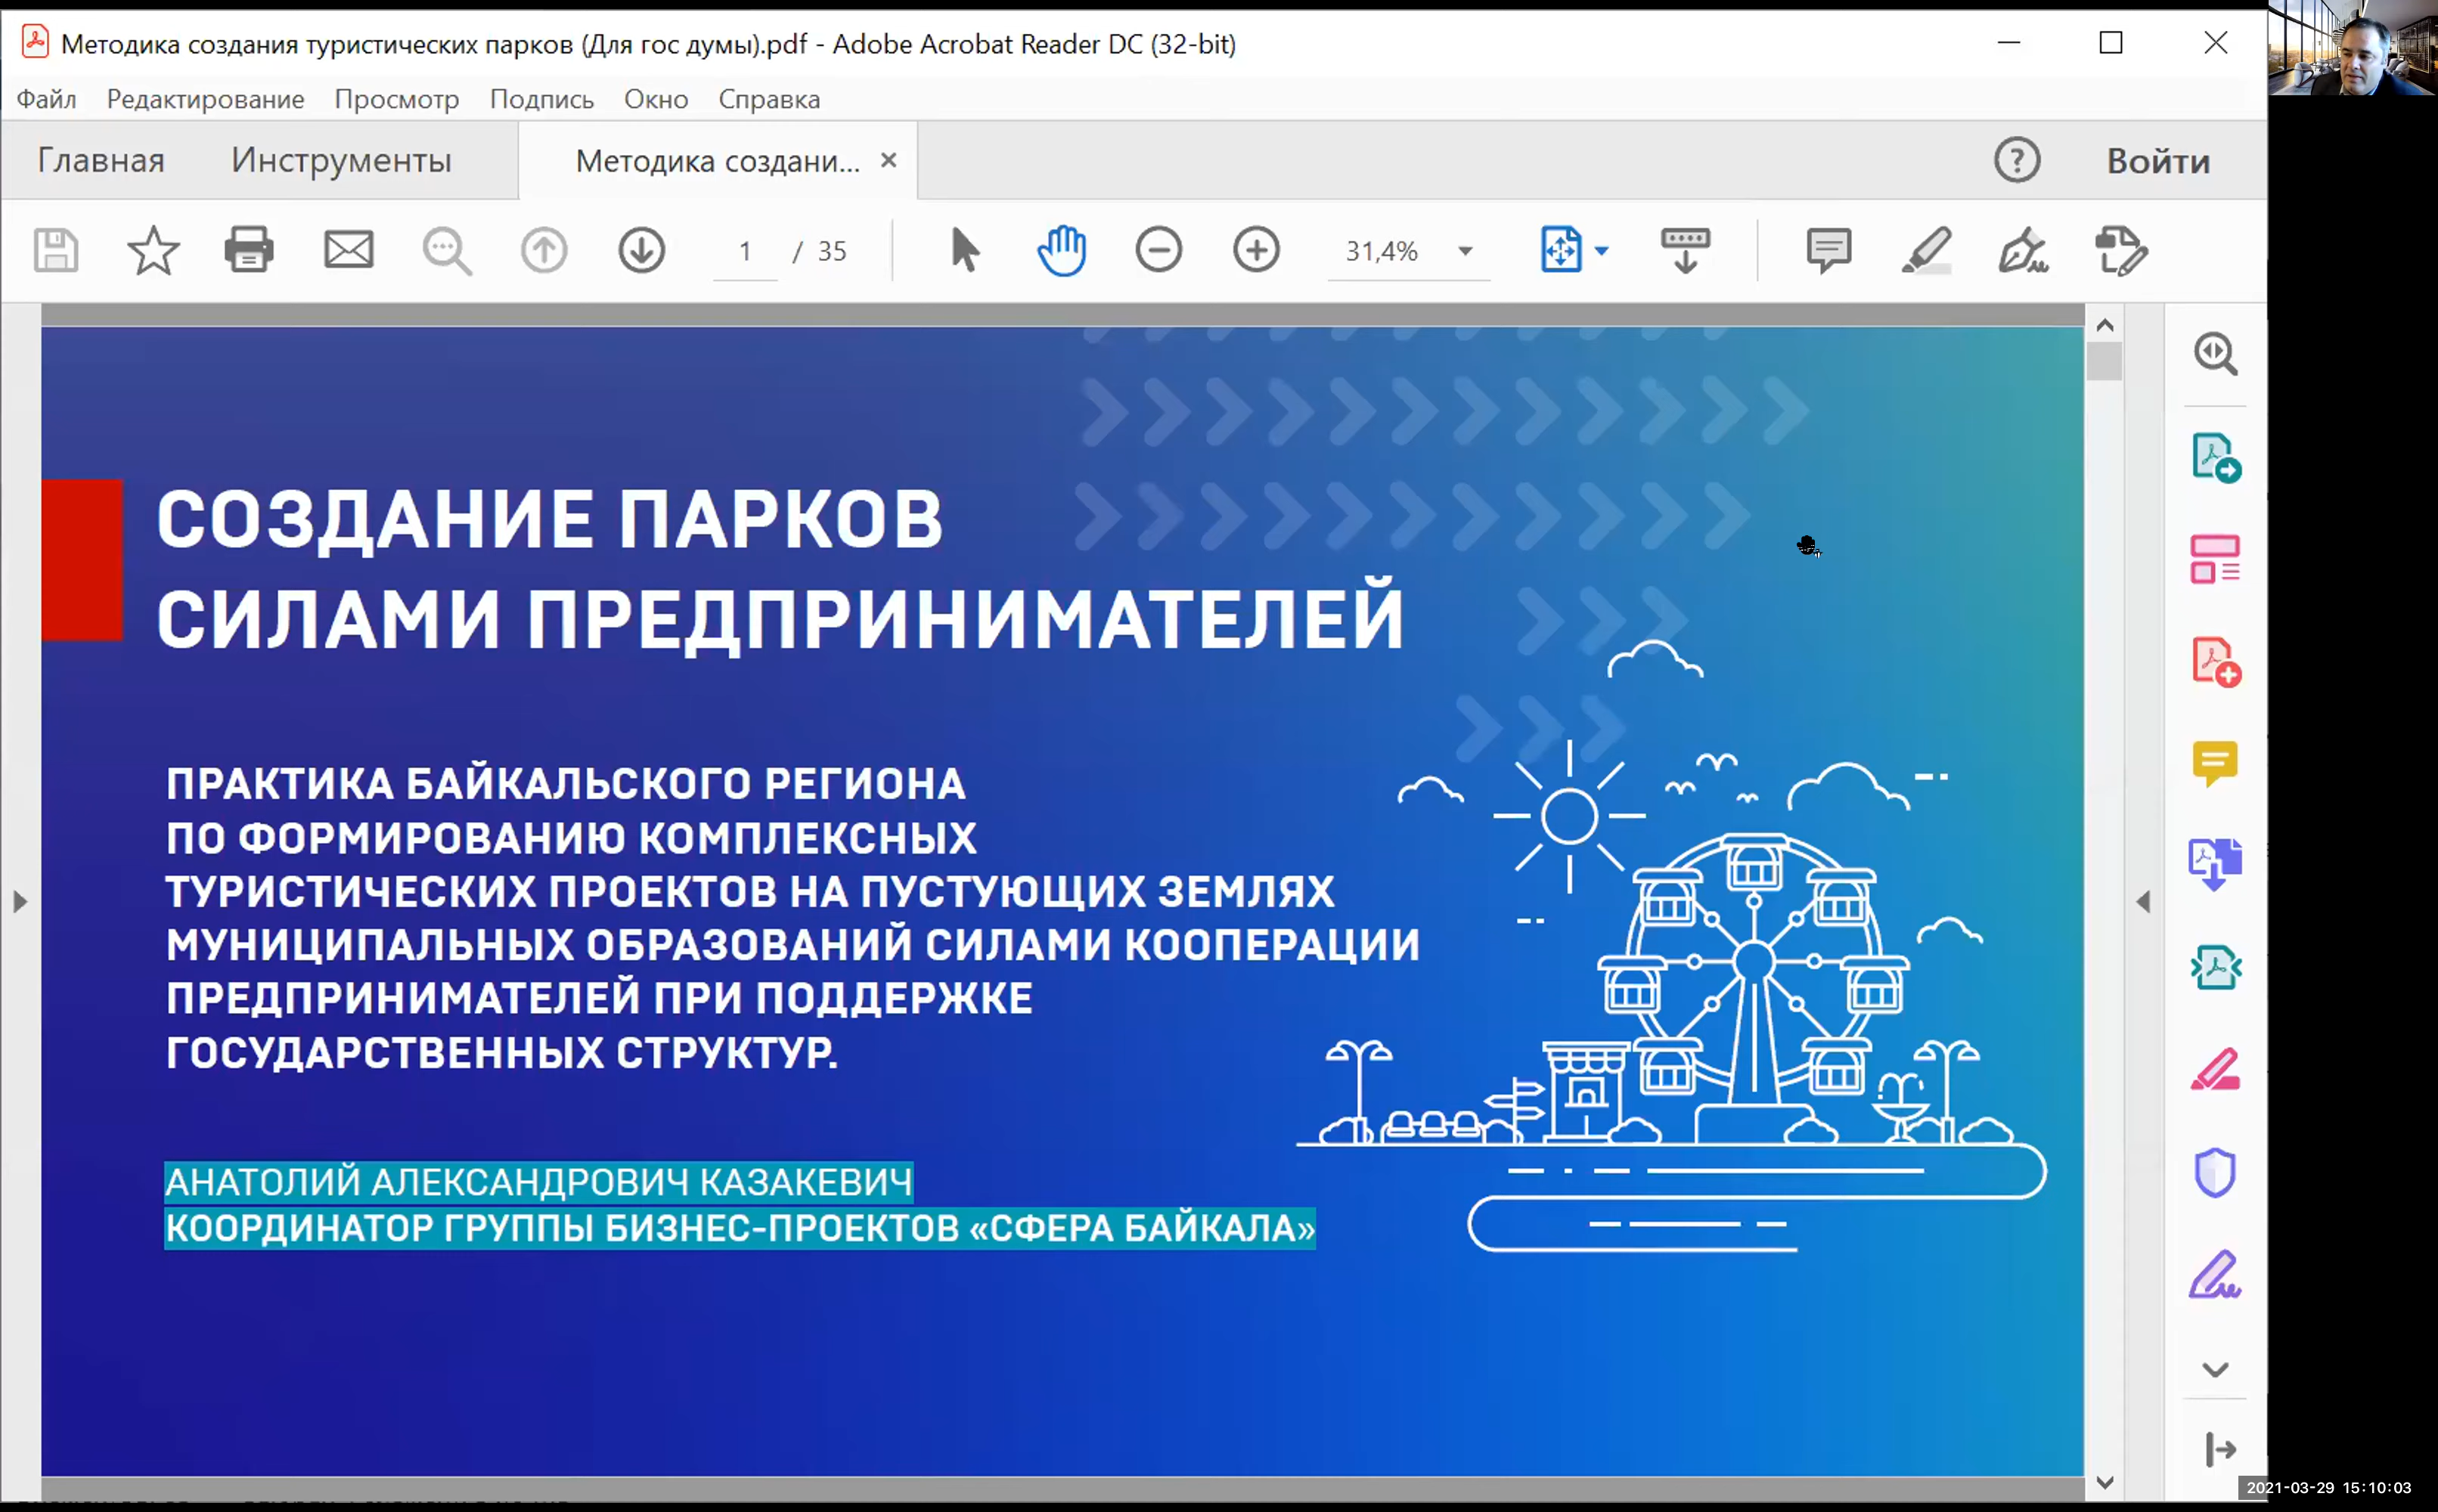 Методика создания туристических парков (Для гос думы).pdf - Adobe Acrobat Reader DC (32-bit)
Файл Редактирование Просмотр Подпись Окно Справка
Главная Инструменты Методика создани... Войти
1 / 35 31,4%
СОЗДАНИЕ ПАРКОВ
СИЛАМИ ПРЕДПРИНИМАТЕЛЕЙ
ПРАКТИКА БАЙКАЛЬСКОГО РЕГИОНА
ПО ФОРМИРОВАНИЮ КОМПЛЕКСНЫХ
ТУРИСТИЧЕСКИХ ПРОЕКТОВ НА ПУСТУЮЩИХ ЗЕМЛЯХ
МУНИЦИПАЛЬНЫХ ОБРАЗОВАНИЙ СИЛАМИ КООПЕРАЦИИ
ПРЕДПРИНИМАТЕЛЕЙ ПРИ ПОДДЕРЖКЕ
ГОСУДАРСТВЕННЫХ СТРУКТУР.
АНАТОЛИЙ АЛЕКСАНДРОВИЧ КАЗАКЕВИЧ
КООРДИНАТОР ГРУППЫ БИЗНЕС-ПРОЕКТОВ «СФЕРА БАЙКАЛА»
2021-03-29 15:10:03